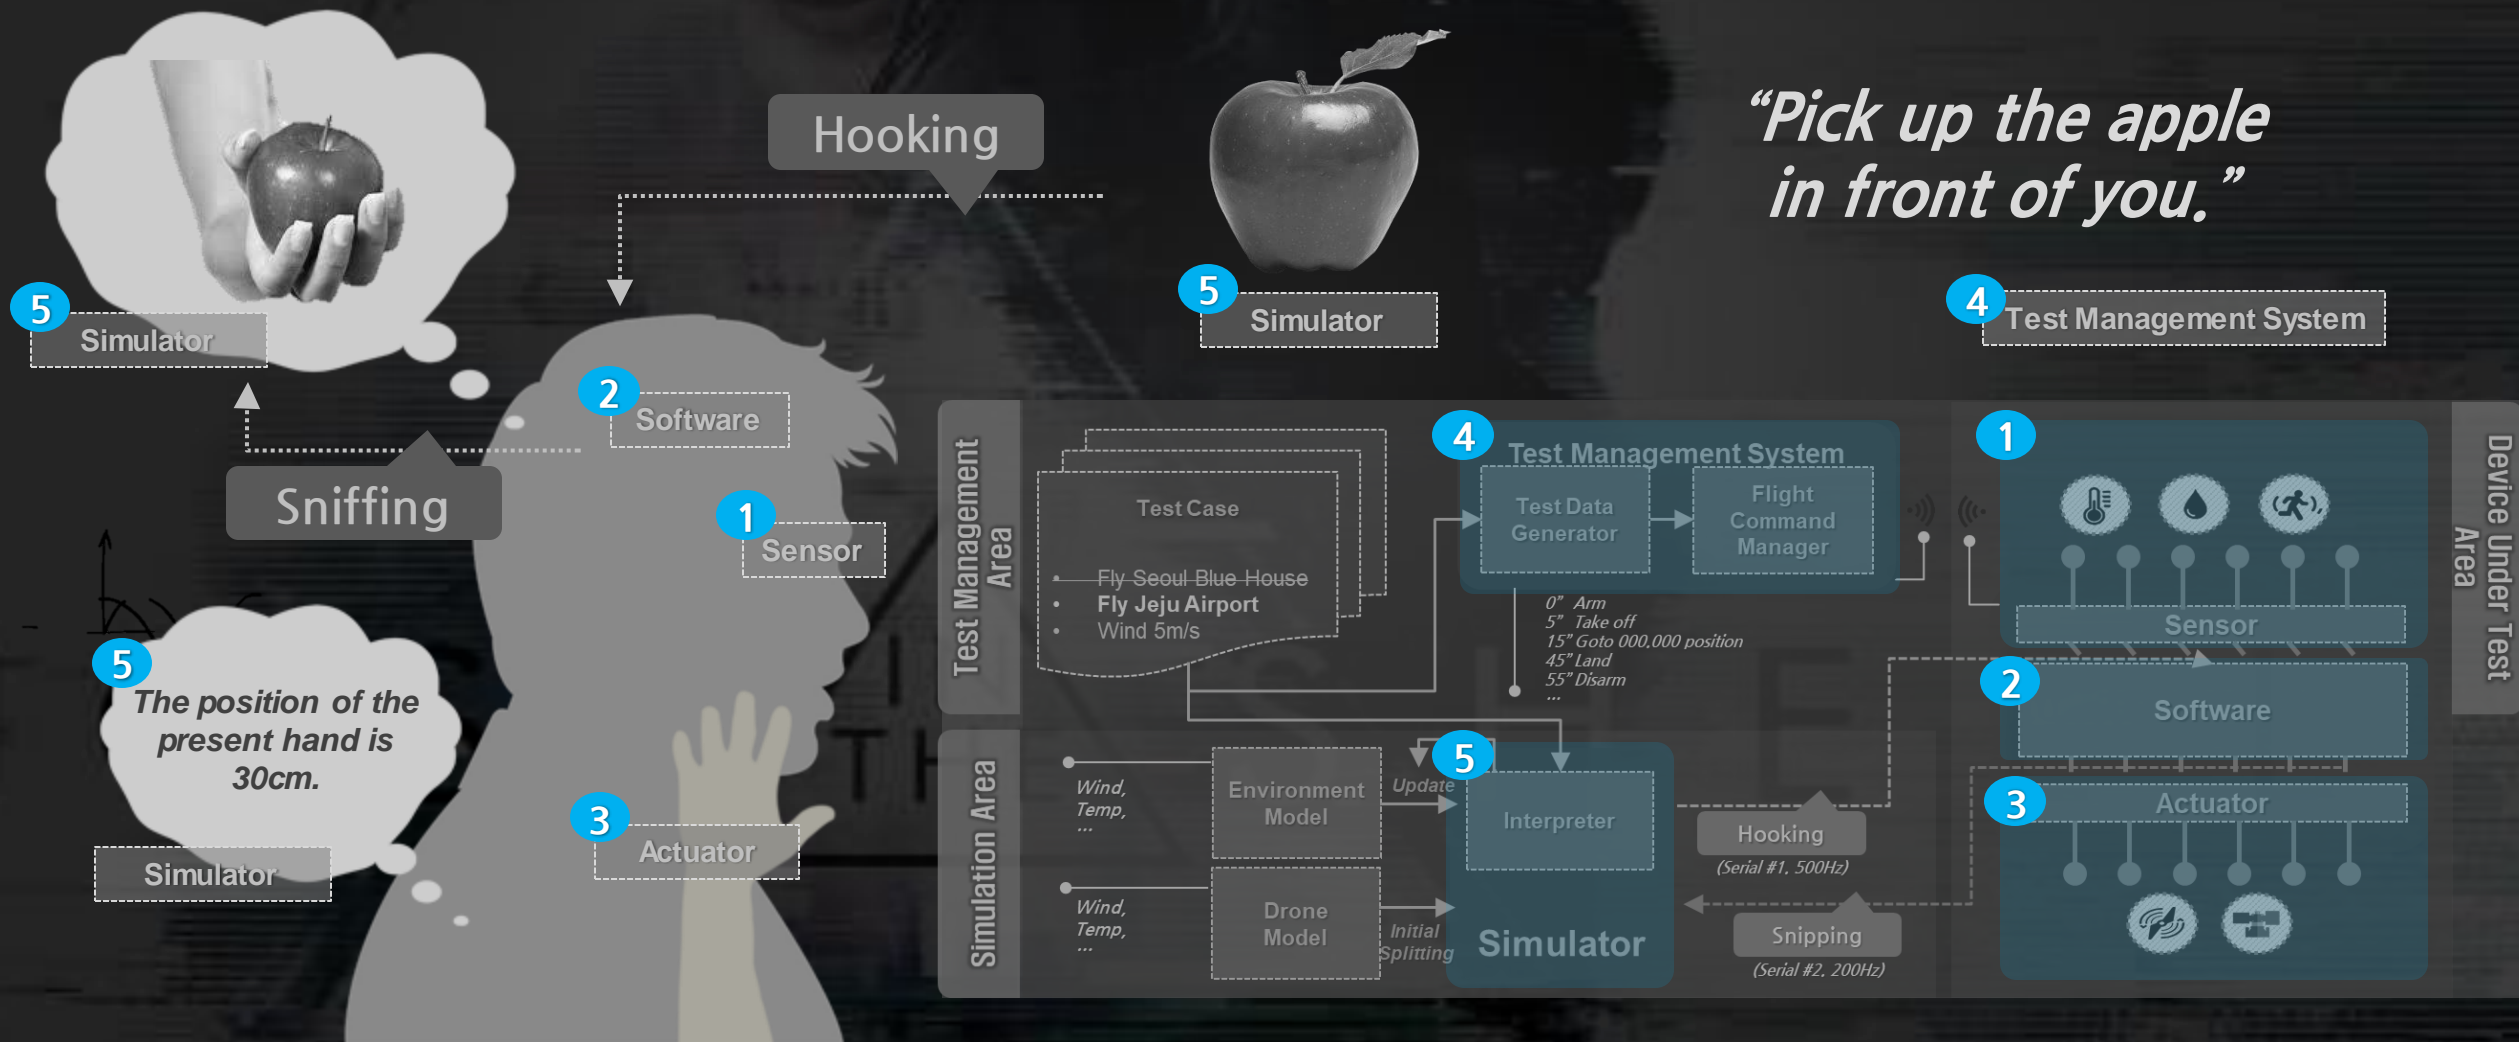 Hooking
“Pick up the apple
in front of you.”
5
Simulator
5
Simulator
4
Test Management System
2
Software
Sniffing
1
Sensor
5
The position of the
present hand is
30cm.
Simulator
3
Actuator
Test Management
Area
Test Case
• Fly Seoul Blue House
• Fly Jeju Airport
• Wind 5m/s
4
Test Management System
Test Data
Generator
Flight
Command
Manager
0” Arm
5” Take off
15” Goto 000,000 position
45” Land
55” Disarm
...
Device Under Test
Area
1
Sensor
2
Software
3
Actuator
Simulation Area
Wind,
Temp,
...
Environment
Model
Update
5
Interpreter
Wind,
Temp,
...
Drone
Model
Initial
Splitting
Simulator
Hooking
(Serial #1, 500Hz)
Snipping
(Serial #2, 200Hz)